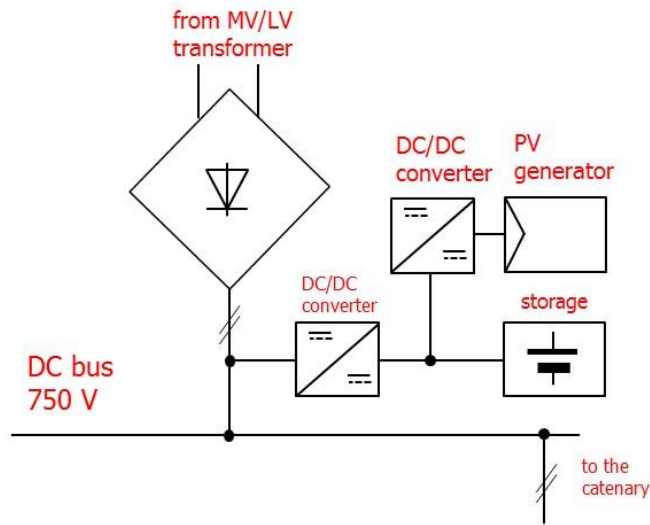 from MV/LV
transformer
DC/DC
converter
PV
generator
DC/DC
converter
storage
DC bus
750 V
to the
catenary